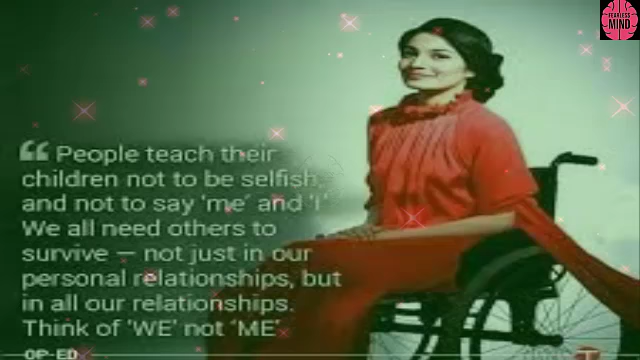 FEARLESS
MIND
“ People teach their
children not to be selfish,
and not to say ‘me’ and ‘I’.
We all need others to
survive — not just in our
personal relationships, but
in all our relationships.
Think of ‘WE’ not ‘ME’.
OP-ED